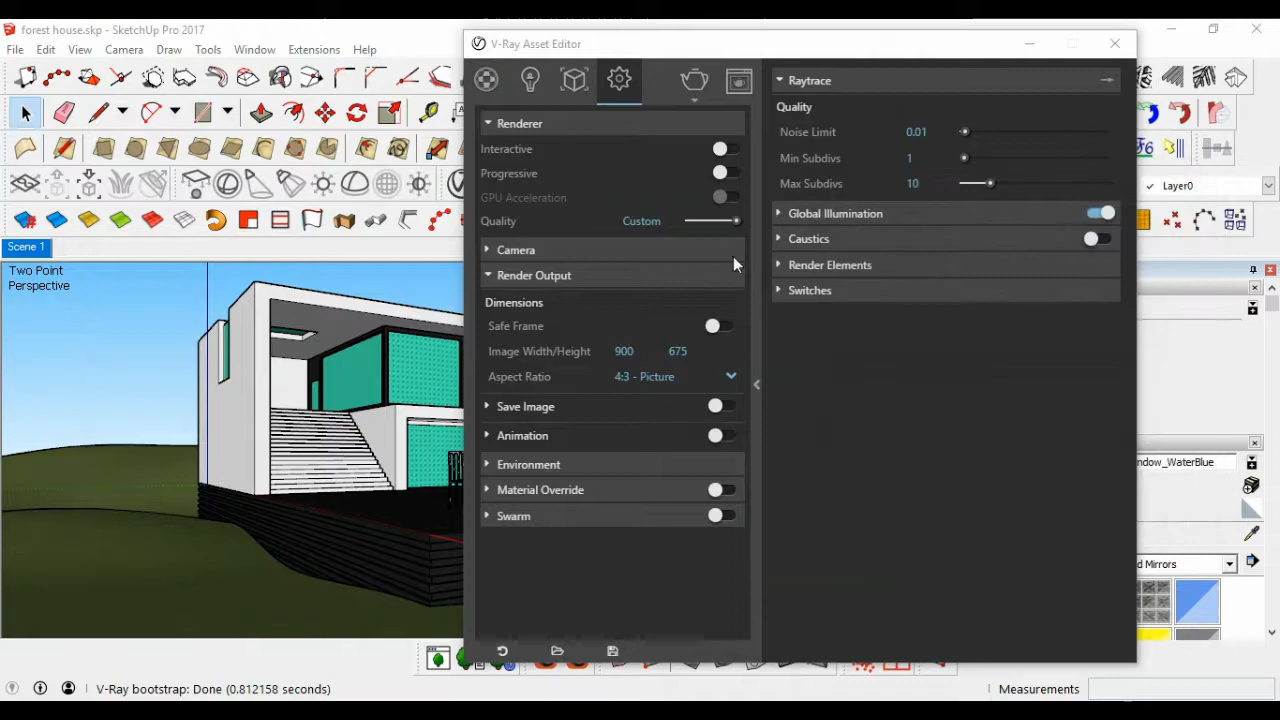 forest house.skp - SketchUp Pro 2017
File Edit View Camera Draw Tools Window Extensions Help
Layer0
Scene 1
Two Point
Perspective
V-Ray Asset Editor
Renderer
Interactive
Progressive
GPU Acceleration
Quality Custom
Camera
Render Output
Dimensions
Safe Frame
Image Width/Height 900 675
Aspect Ratio 4:3 - Picture
Save Image
Animation
Environment
Material Override
Swarm
Raytrace
Quality
Noise Limit 0.01
Min Subdivs 1
Max Subdivs 10
Global Illumination
Caustics
Render Elements
Switches
ndow_WaterBlue
d Mirrors
V-Ray bootstrap: Done (0.812158 seconds)
Measurements